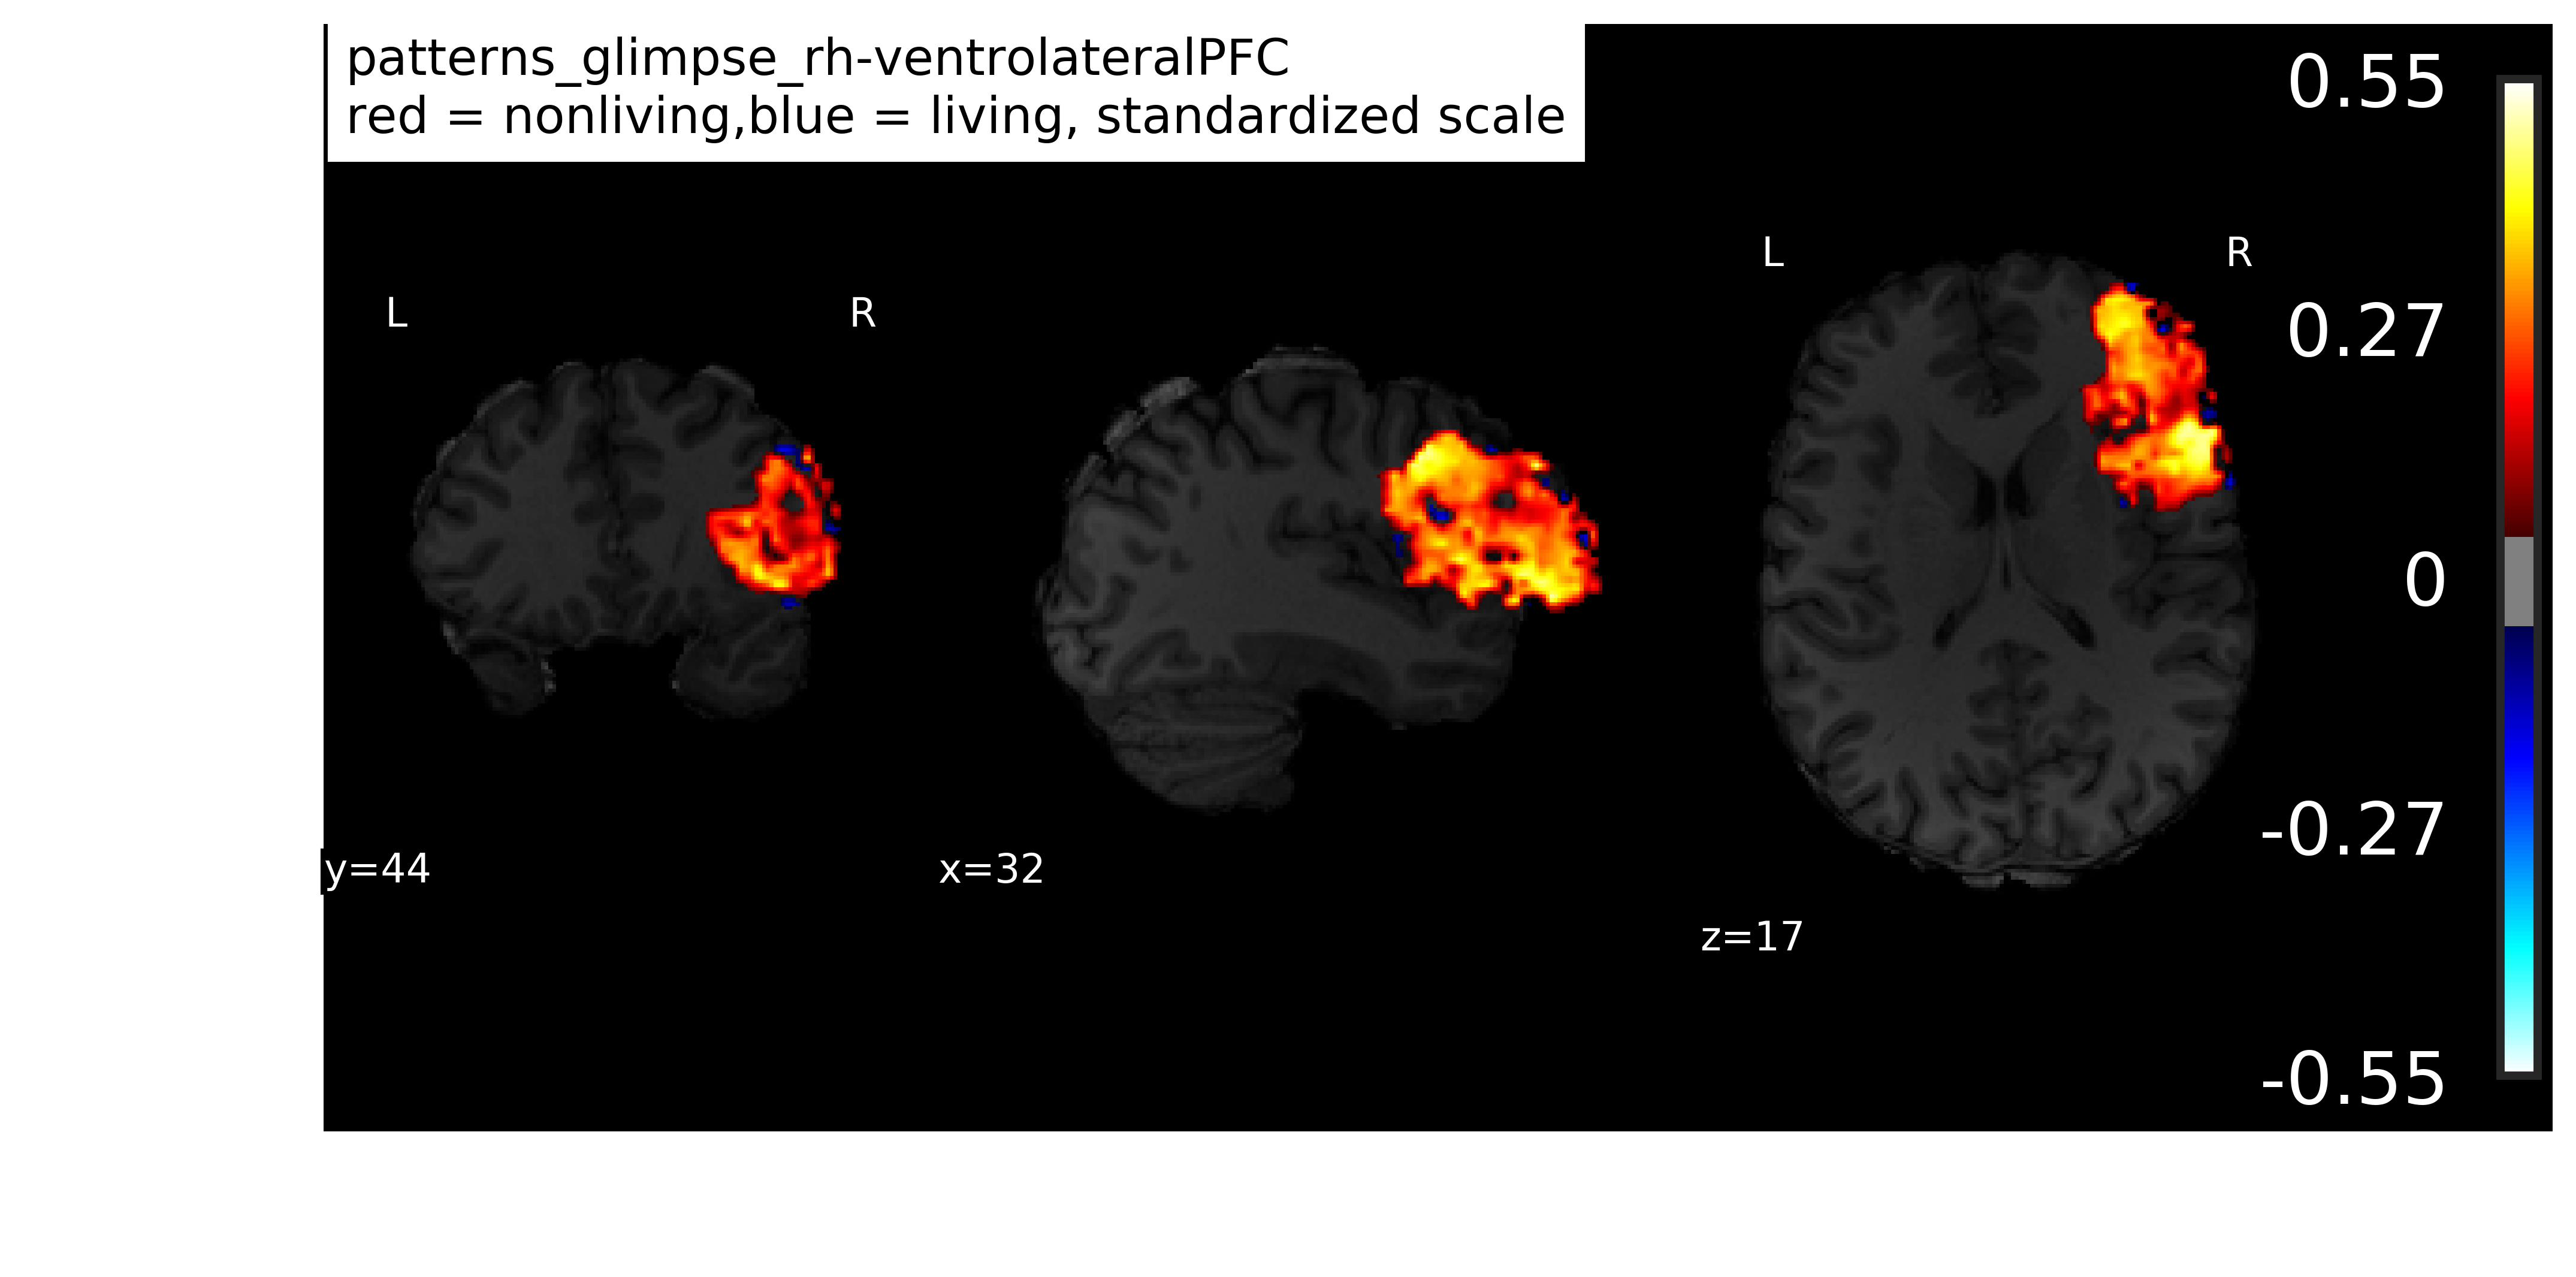 patterns_glimpse_rh-ventrolateralPFC
red = nonliving,blue = living, standardized scale
L
R
L
R
y=44
x=32
z=17
0.55
0.27
0
-0.27
-0.55